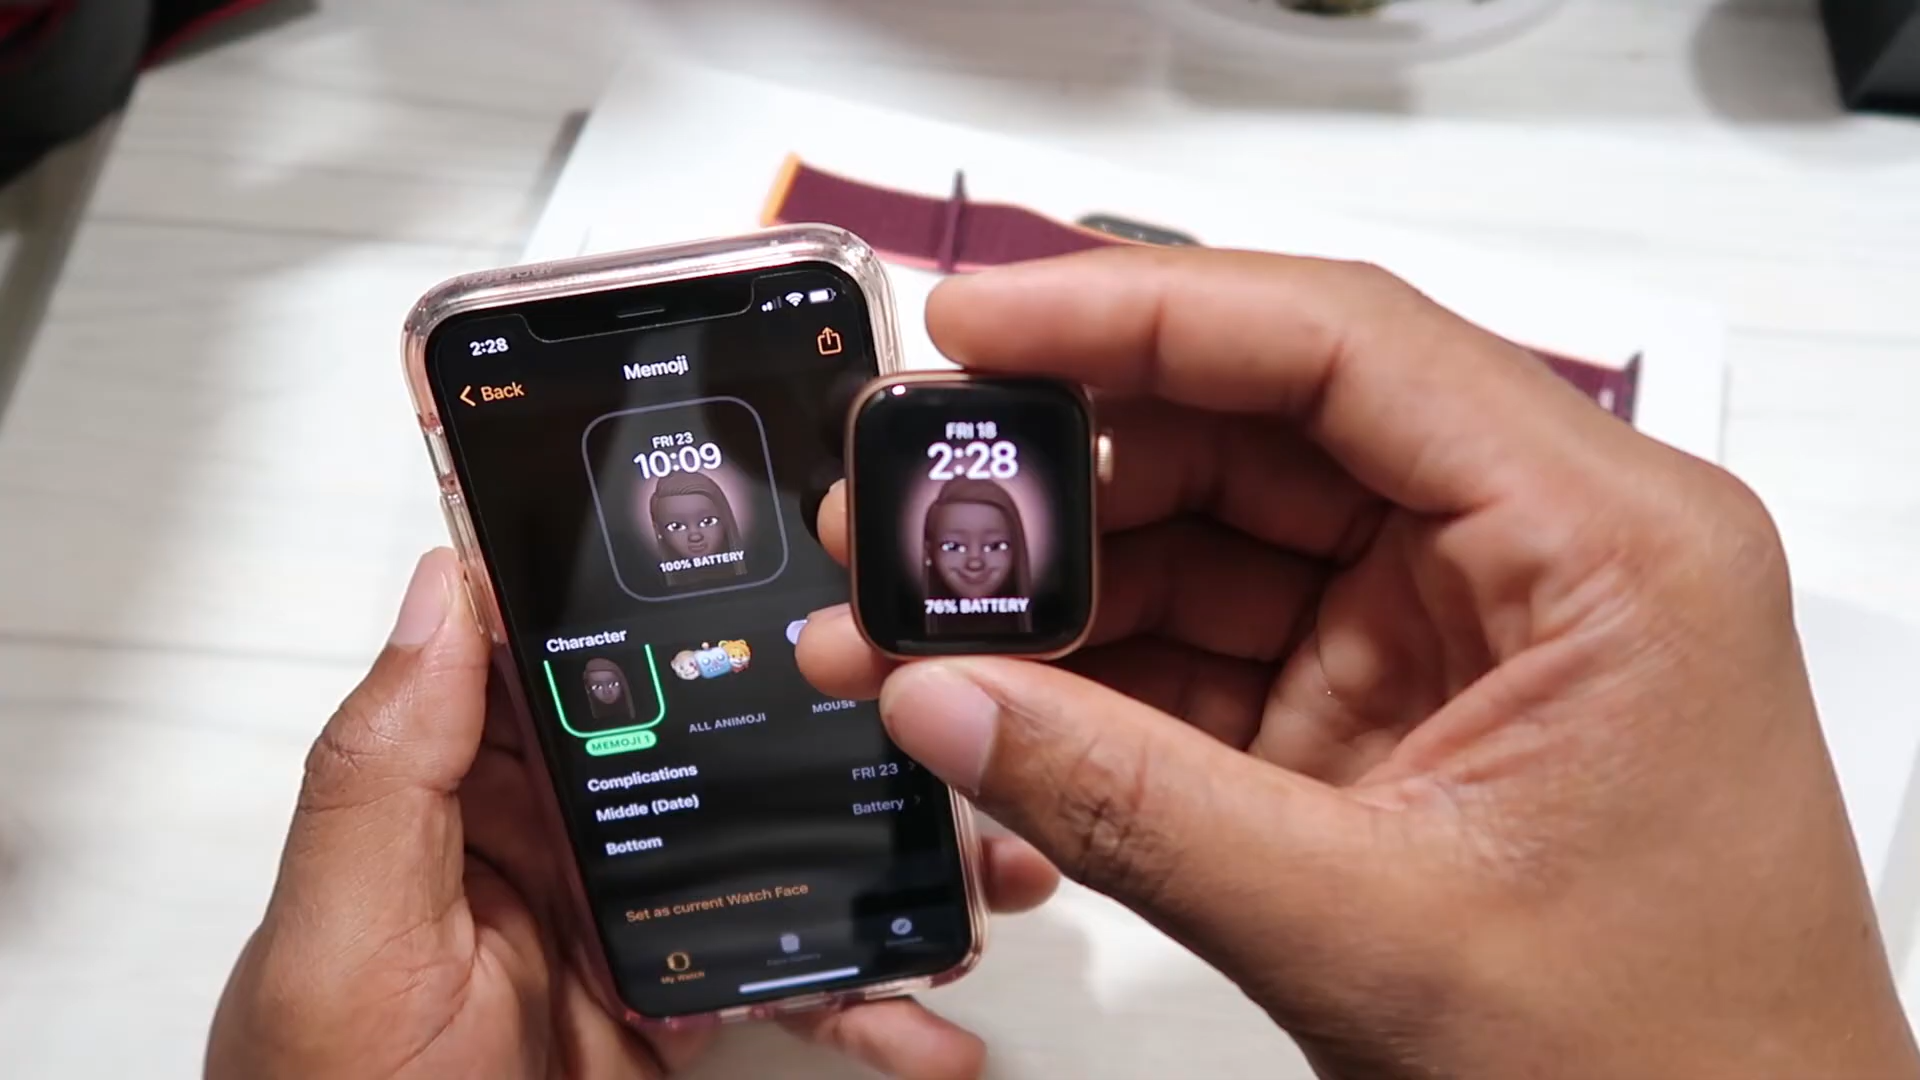 2:28
Memoji
Back
FRI 23
10:09
100% BATTERY
Character
MEMOJI 1
ALL ANIMOJI
MOUSE
Complications
Middle (Date)
FRI 23
Bottom
Battery
Set as current Watch Face
My Watch
FRI 18
2:28
76% BATTERY